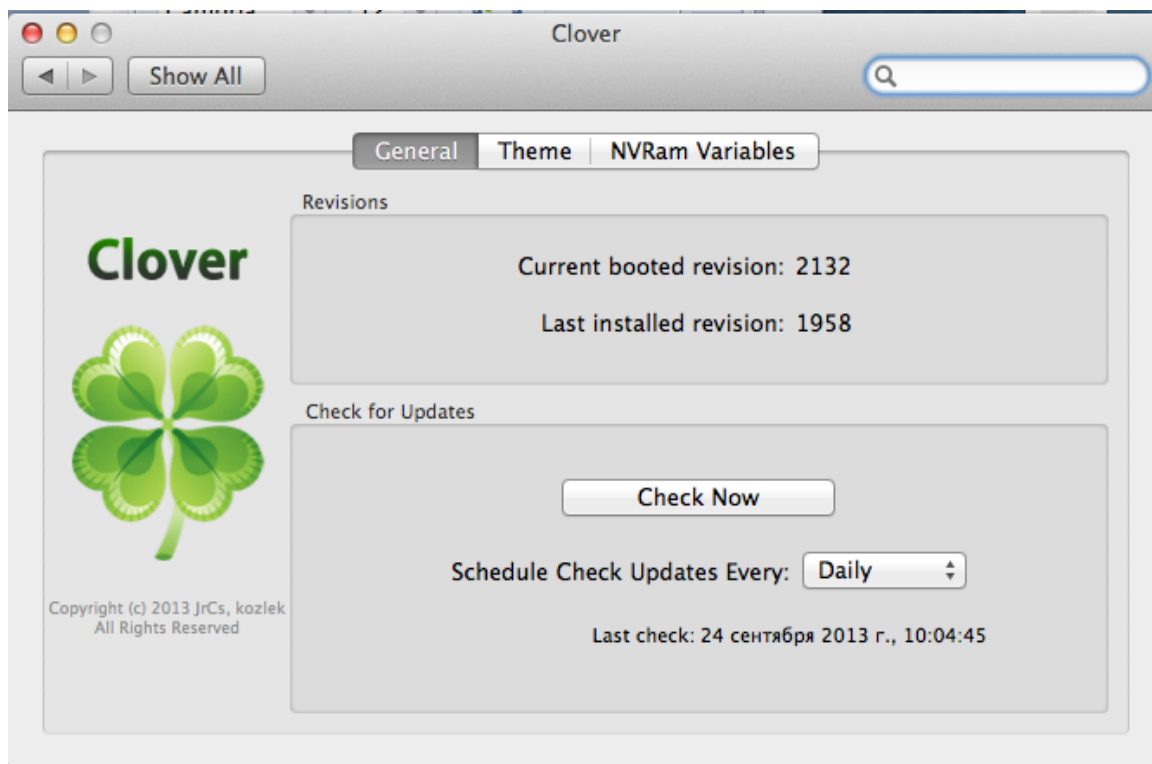 Clover
Show All
General Theme NVRam Variables
Revisions
Clover
Current booted revision: 2132
Last installed revision: 1958
Check for Updates
Check Now
Schedule Check Updates Every: Daily
Copyright (c) 2013 JrCs, kozlek
All Rights Reserved
Last check: 24 сентября 2013 г., 10:04:45